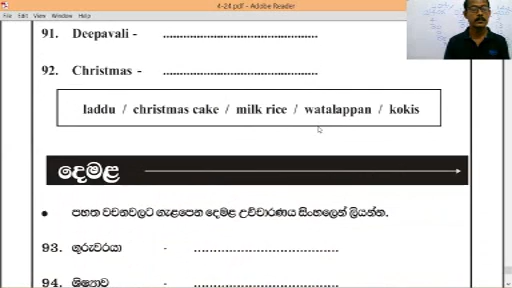 4-24.pdf - Adobe Reader
File Edit View Window Help
91. Deepavali - ................................................
92. Christmas - ................................................
laddu / christmas cake / milk rice / watalappan / kokis
දෙමළ
• පහත වචනවලට ගැළපෙන දෙමළ උච්චාරණය සිංහලෙන් ලියන්න.
93. ගුරුවරයා - .....................................
94. ශිෂ්‍යාව - .....................................